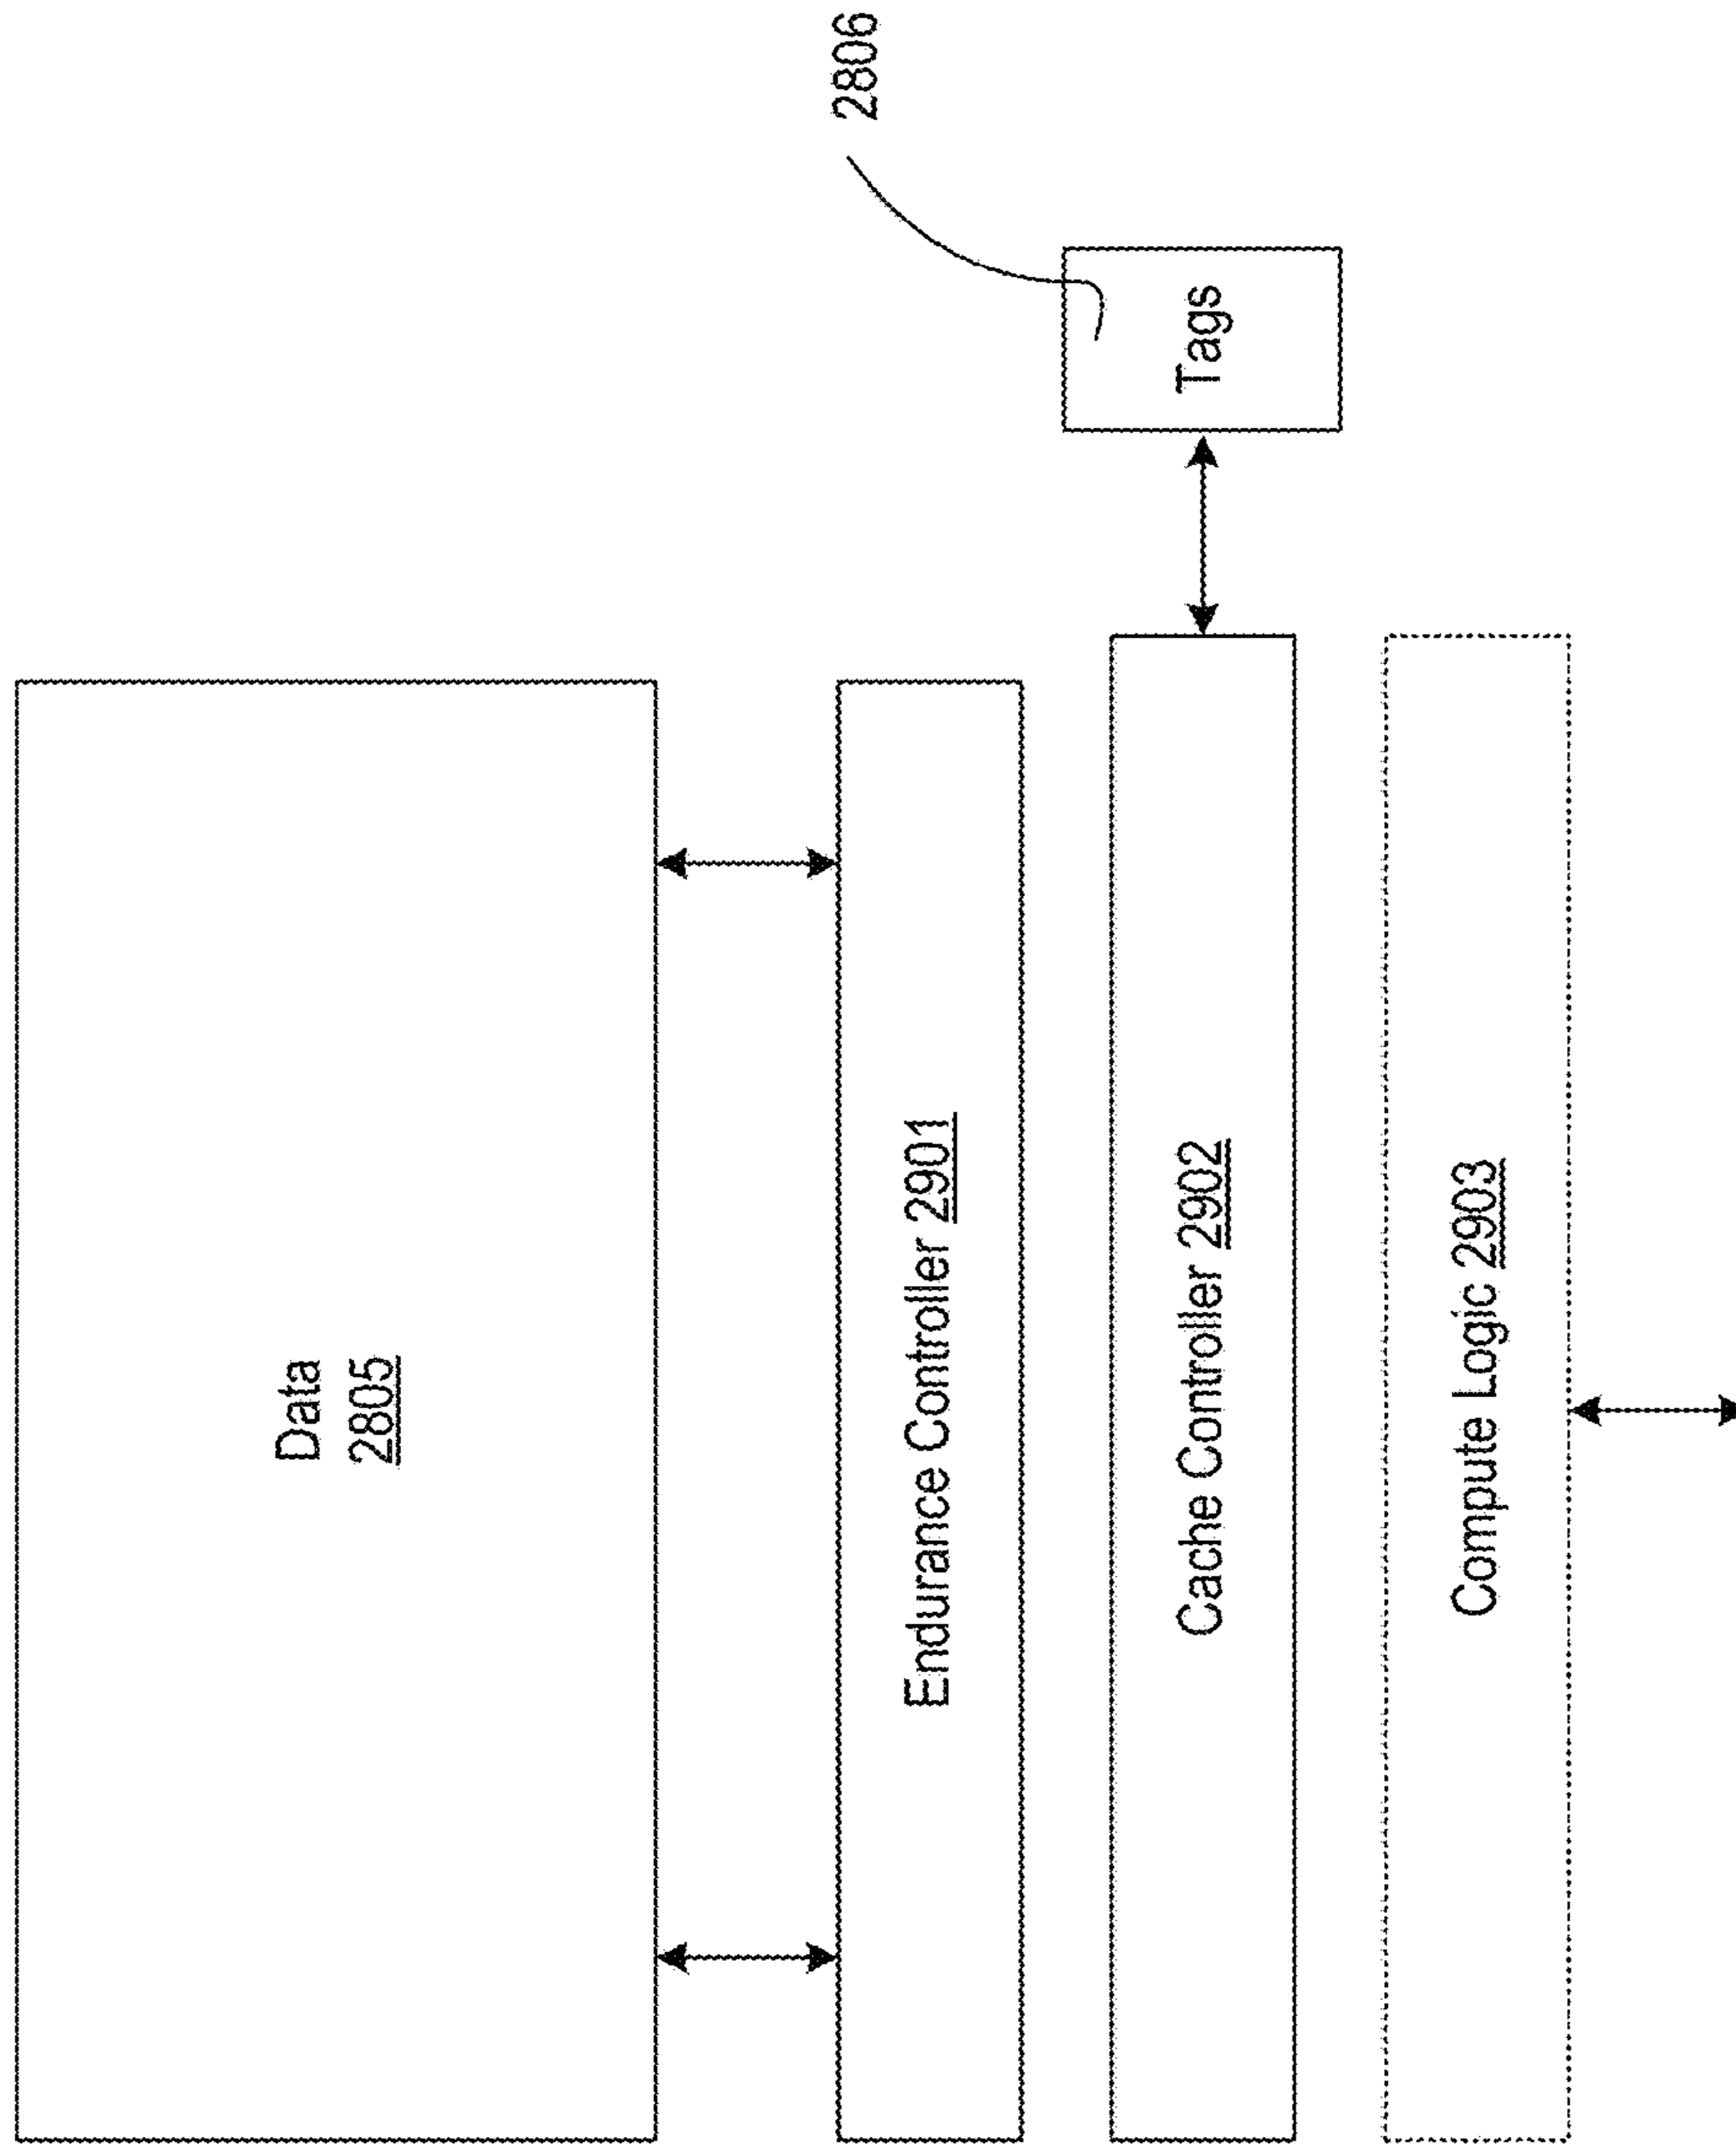 Data
2805
Endurance Controller 2901
Cache Controller 2902
Compute Logic 2903
Tags
2806